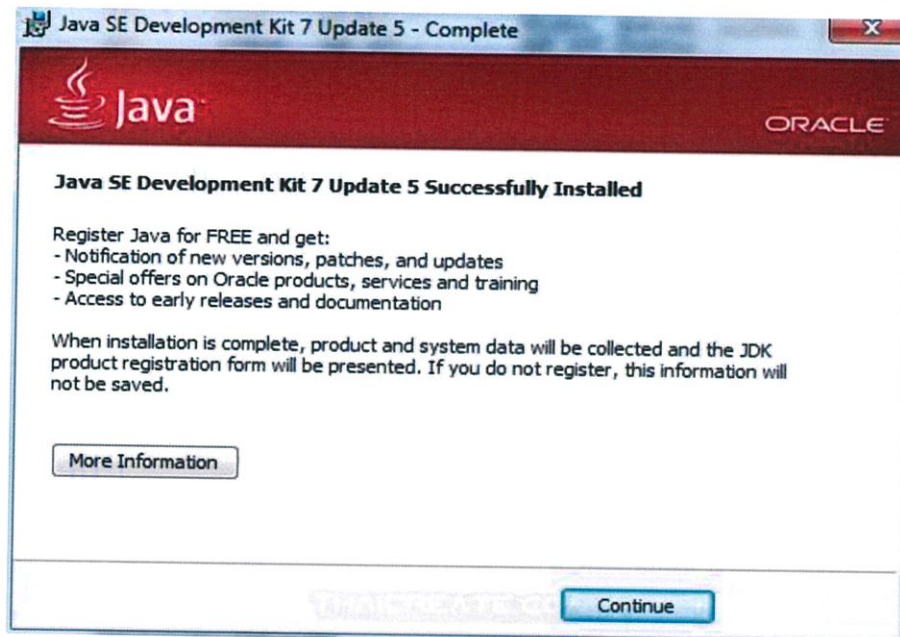 Java SE Development Kit 7 Update 5 - Complete
Java
ORACLE
Java SE Development Kit 7 Update 5 Successfully Installed
Register Java for FREE and get:
- Notification of new versions, patches, and updates
- Special offers on Oracle products, services and training
- Access to early releases and documentation
When installation is complete, product and system data will be collected and the JDK
product registration form will be presented. If you do not register, this information will
not be saved.
More Information
Continue